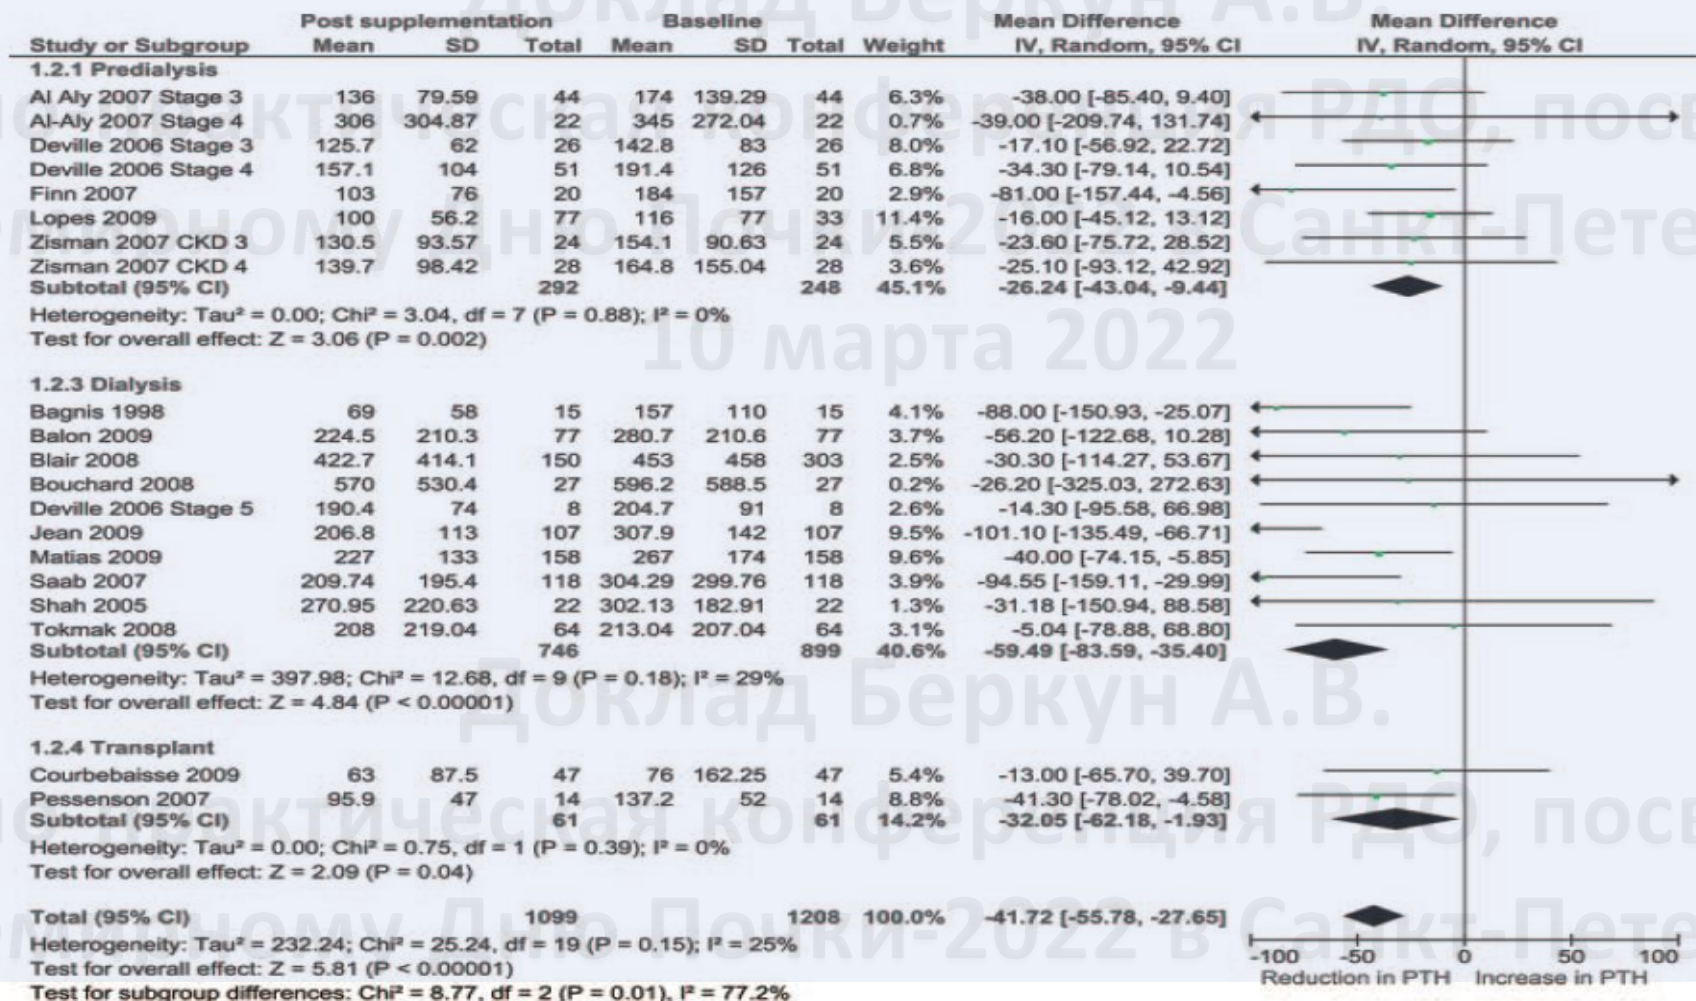 Доклад Беркун А.В.
Post supplementation Baseline Mean Difference Mean Difference
Study or Subgroup Mean SD Total Mean SD Total Weight IV, Random, 95% CI IV, Random, 95% CI
1.2.1 Predialysis
Al Aly 2007 Stage 3 136 79.59 44 174 139.29 44 6.3% -38.00 [-85.40, 9.40]
практическая конференция РДО, посв
Al-Aly 2007 Stage 4 306 304.87 22 345 272.04 22 0.7% -39.00 [-209.74, 131.74]
Deville 2006 Stage 3 125.7 62 26 142.8 83 26 8.0% -17.10 [-56.92, 22.72]
Deville 2006 Stage 4 157.1 104 51 191.4 126 51 6.8% -34.30 [-79.14, 10.54]
Finn 2007 103 76 20 184 157 20 2.9% -81.00 [-157.44, -4.56]
Lopes 2009 100 56.2 77 116 77 33 11.4% -16.00 [-45.12, 13.12]
емирному Дню Почки-2022 в Санкт-Пете
Zisman 2007 CKD 3 130.5 93.57 24 154.1 90.63 24 5.5% -23.60 [-75.72, 28.52]
Zisman 2007 CKD 4 139.7 98.42 28 164.8 155.04 28 3.6% -25.10 [-93.12, 42.92]
Subtotal (95% CI) 292 248 45.1% -26.24 [-43.04, -9.44]
Heterogeneity: Tau² = 0.00; Chi² = 3.04, df = 7 (P = 0.88); I² = 0%
Test for overall effect: Z = 3.06 (P = 0.002)
10 марта 2022
1.2.3 Dialysis
Bagnis 1998 69 58 15 157 110 15 4.1% -88.00 [-150.93, -25.07]
Balon 2009 224.5 210.3 77 280.7 210.6 77 3.7% -56.20 [-122.68, 10.28]
Blair 2008 422.7 414.1 150 453 458 303 2.5% -30.30 [-114.27, 53.67]
Bouchard 2008 570 530.4 27 596.2 588.5 27 0.2% -26.20 [-325.03, 272.63]
Deville 2006 Stage 5 190.4 74 8 204.7 91 8 2.6% -14.30 [-95.58, 66.98]
Jean 2009 206.8 113 107 307.9 142 107 9.5% -101.10 [-135.49, -66.71]
Matias 2009 227 133 158 267 174 158 9.6% -40.00 [-74.15, -5.85]
Saab 2007 209.74 195.4 118 304.29 299.76 118 3.9% -94.55 [-159.11, -29.99]
Shah 2005 270.95 220.63 22 302.13 182.91 22 1.3% -31.18 [-150.94, 88.58]
Tokmak 2008 208 219.04 64 213.04 207.04 64 3.1% -5.04 [-78.88, 68.80]
Subtotal (95% CI) 746 899 40.6% -59.49 [-83.59, -35.40]
Heterogeneity: Tau² = 397.98; Chi² = 12.68, df = 9 (P = 0.18); I² = 29%
Test for overall effect: Z = 4.84 (P < 0.00001)
Доклад Беркун А.В.
1.2.4 Transplant
Courbebaisse 2009 63 87.5 47 76 162.25 47 5.4% -13.00 [-65.70, 39.70]
Pessenson 2007 95.9 47 14 137.2 52 14 8.8% -41.30 [-78.02, -4.58]
Subtotal (95% CI) 61 61 14.2% -32.05 [-62.18, -1.93]
практическая конференция РДО, посв
Heterogeneity: Tau² = 0.00; Chi² = 0.75, df = 1 (P = 0.39); I² = 0%
Test for overall effect: Z = 2.09 (P = 0.04)
Total (95% CI) 1099 1208 100.0% -41.72 [-55.78, -27.65]
емирному Дню Почки-2022 в Санкт-Пете
Heterogeneity: Tau² = 232.24; Chi² = 25.24, df = 19 (P = 0.15); I² = 25%
-100 -50 0 50 100
Test for overall effect: Z = 5.81 (P < 0.00001)
Reduction in PTH Increase in PTH
Test for subgroup differences: Chi² = 8.77, df = 2 (P = 0.01), I² = 77.2%